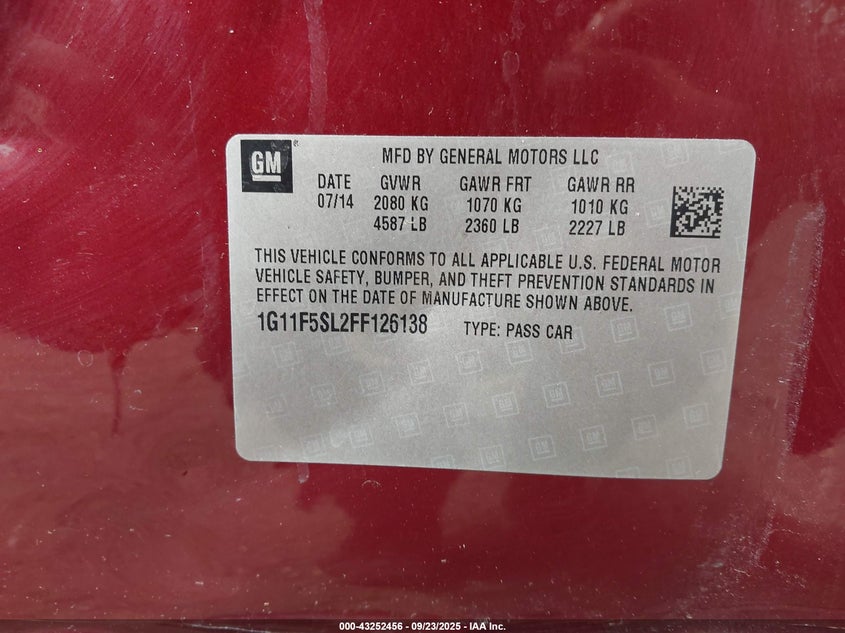 GM ®
MFD BY GENERAL MOTORS LLC
DATE GVWR GAWR FRT GAWR RR
07/14 2080 KG 1070 KG 1010 KG
4587 LB 2360 LB 2227 LB
THIS VEHICLE CONFORMS TO ALL APPLICABLE U.S. FEDERAL MOTOR
VEHICLE SAFETY, BUMPER, AND THEFT PREVENTION STANDARDS IN
EFFECT ON THE DATE OF MANUFACTURE SHOWN ABOVE.
1G11F5SL2FF126138 TYPE: PASS CAR
000-43252456 - 09/23/2025 - IAA Inc.